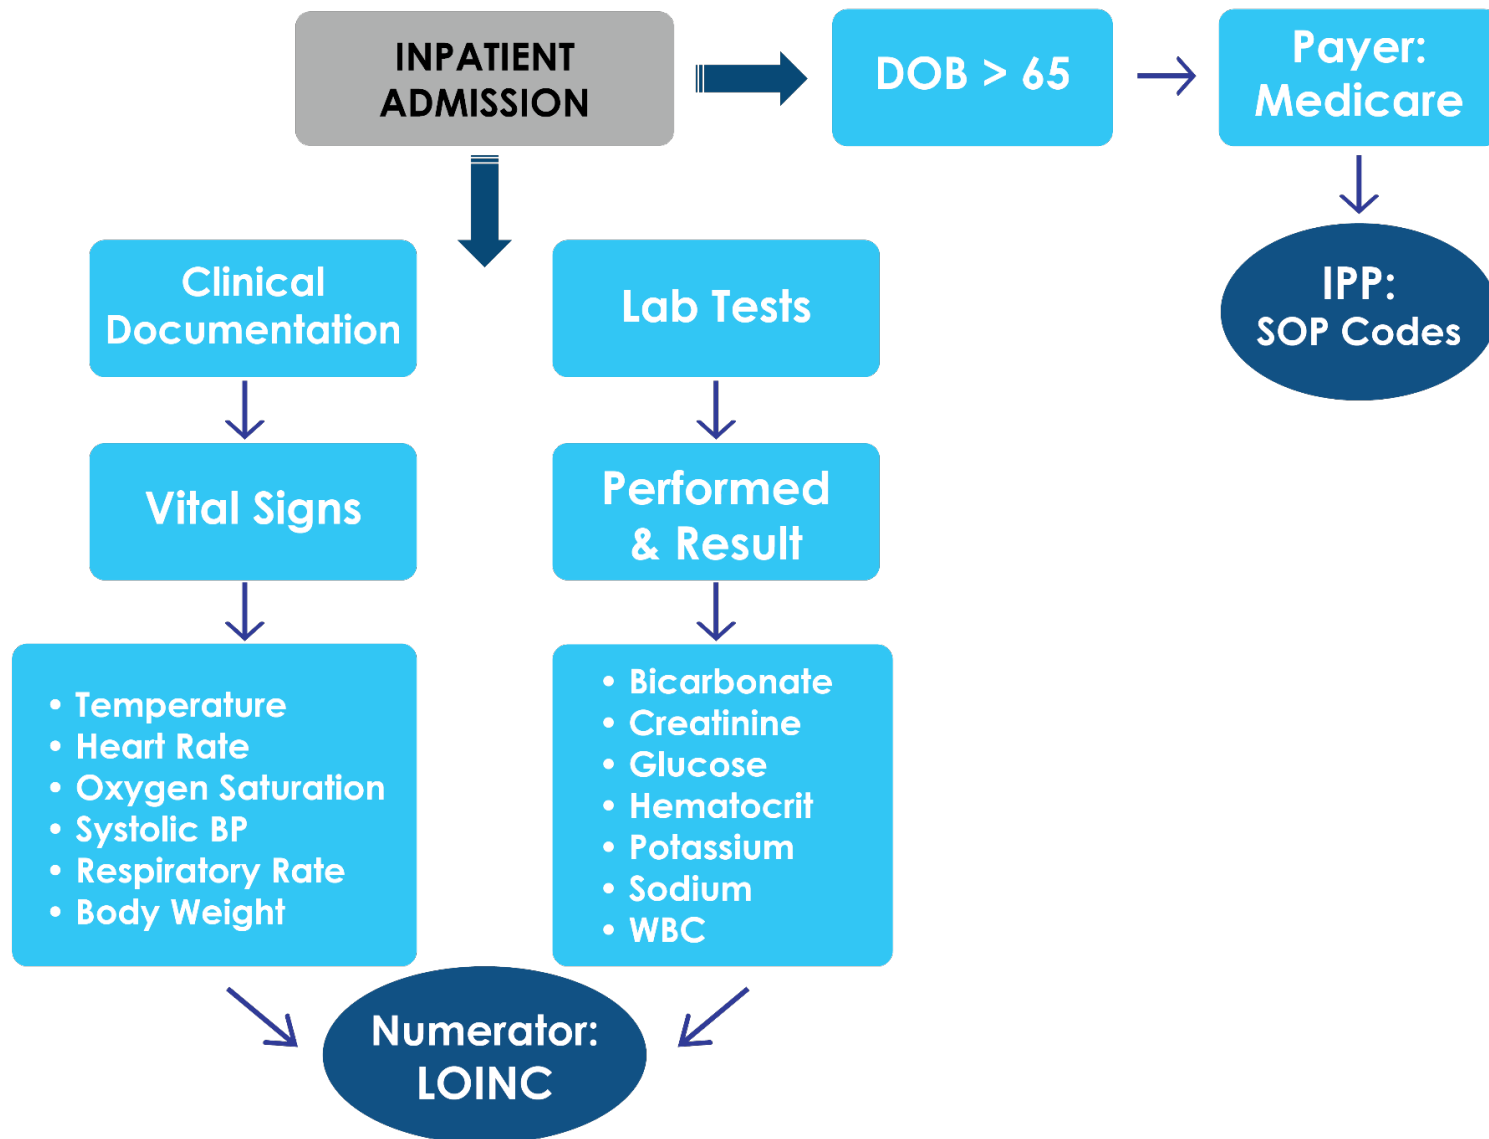 INPATIENT
ADMISSION
DOB > 65
Payer:
Medicare
IPP:
SOP Codes
Clinical
Documentation
Lab Tests
Vital Signs
Performed
& Result
• Temperature
• Heart Rate
• Oxygen Saturation
• Systolic BP
• Respiratory Rate
• Body Weight
• Bicarbonate
• Creatinine
• Glucose
• Hematocrit
• Potassium
• Sodium
• WBC
Numerator:
LOINC